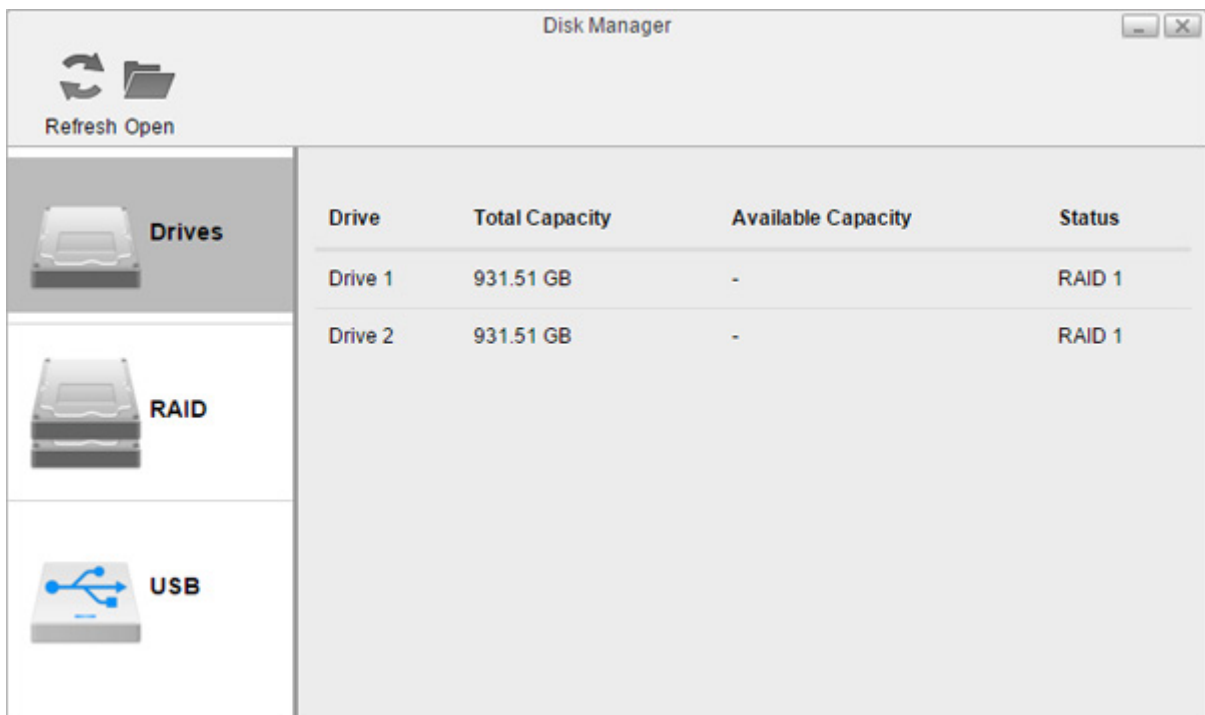 Disk Manager
Refresh Open
Drives
Drive Total Capacity Available Capacity Status
Drive 1 931.51 GB - RAID 1
Drive 2 931.51 GB - RAID 1
RAID
USB